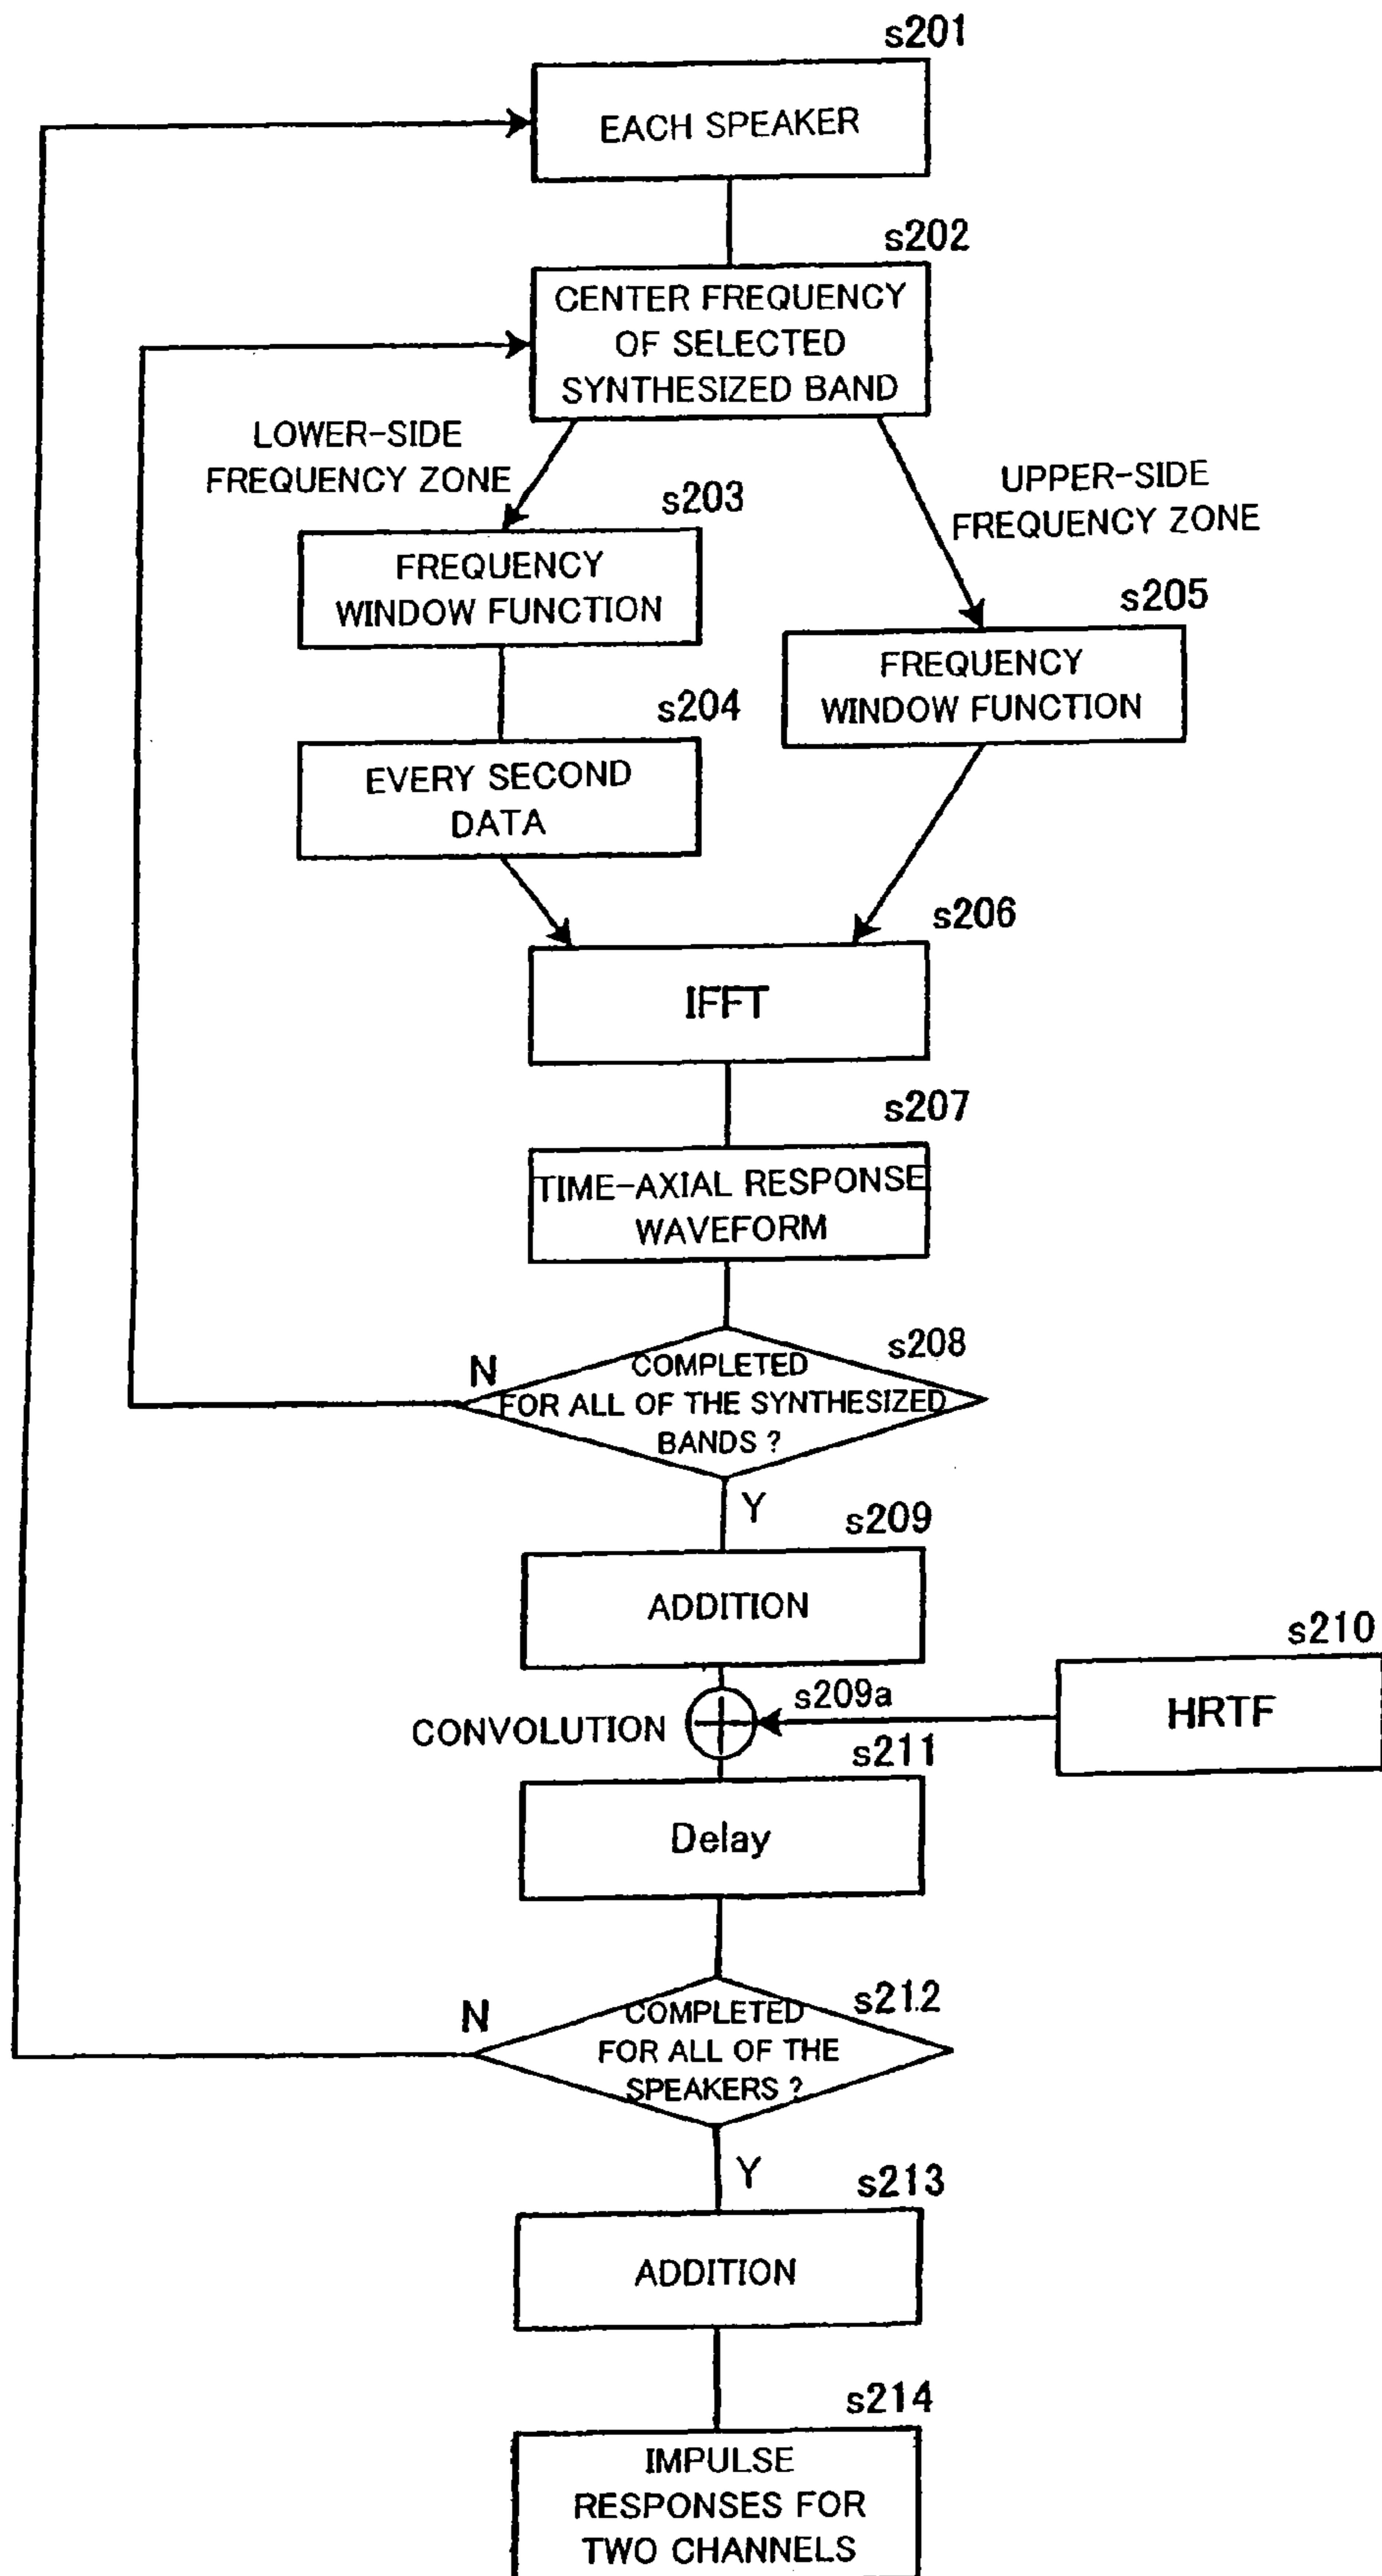 s201
EACH SPEAKER
s202
CENTER FREQUENCY
OF SELECTED
SYNTHESIZED BAND
LOWER-SIDE
FREQUENCY ZONE
UPPER-SIDE
FREQUENCY ZONE
s203
FREQUENCY
WINDOW FUNCTION
s205
FREQUENCY
WINDOW FUNCTION
s204
EVERY SECOND
DATA
s206
IFFT
s207
TIME-AXIAL RESPONSE
WAVEFORM
s208
N
COMPLETED
FOR ALL OF THE SYNTHESIZED
BANDS ?
Y
s209
ADDITION
s210
HRTF
s209a
CONVOLUTION
s211
Delay
s212
N
COMPLETED
FOR ALL OF THE
SPEAKERS ?
Y
s213
ADDITION
s214
IMPULSE
RESPONSES FOR
TWO CHANNELS